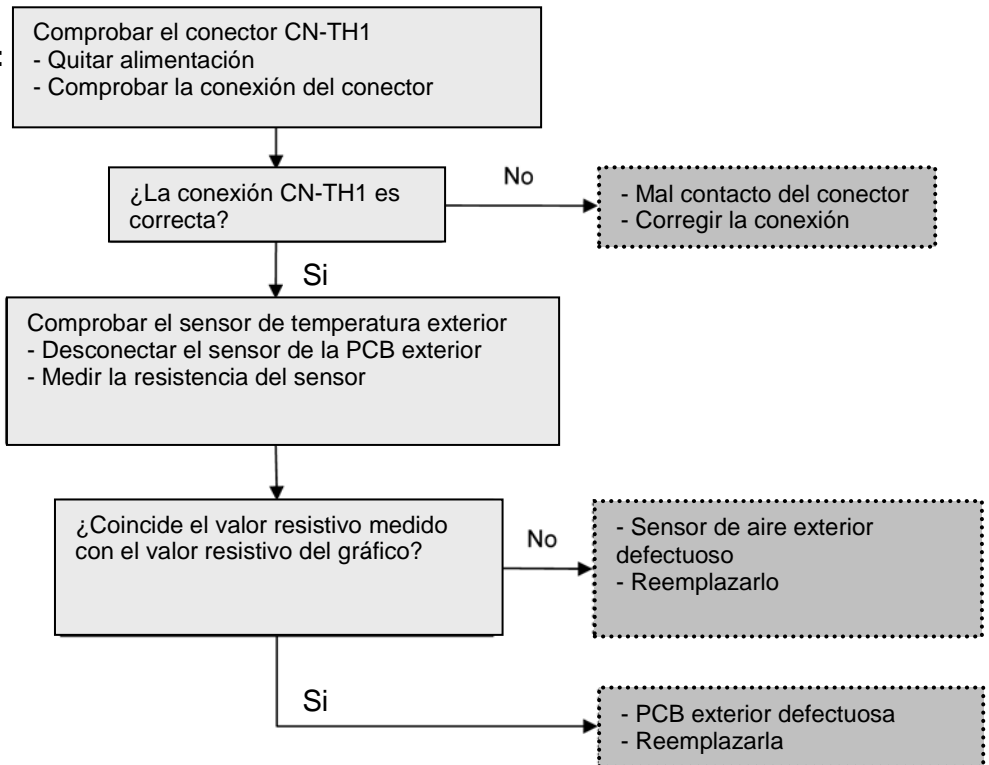 Comprobar el conector CN-TH1
:
- Quitar alimentación
- Comprobar la conexión del conector
¿La conexión CN-TH1 es
correcta?
No
- Mal contacto del conector
- Corregir la conexión
Si
Comprobar el sensor de temperatura exterior
- Desconectar el sensor de la PCB exterior
- Medir la resistencia del sensor
¿Coincide el valor resistivo medido
con el valor resistivo del gráfico?
No
- Sensor de aire exterior
defectuoso
- Reemplazarlo
Si
- PCB exterior defectuosa
- Reemplazarla